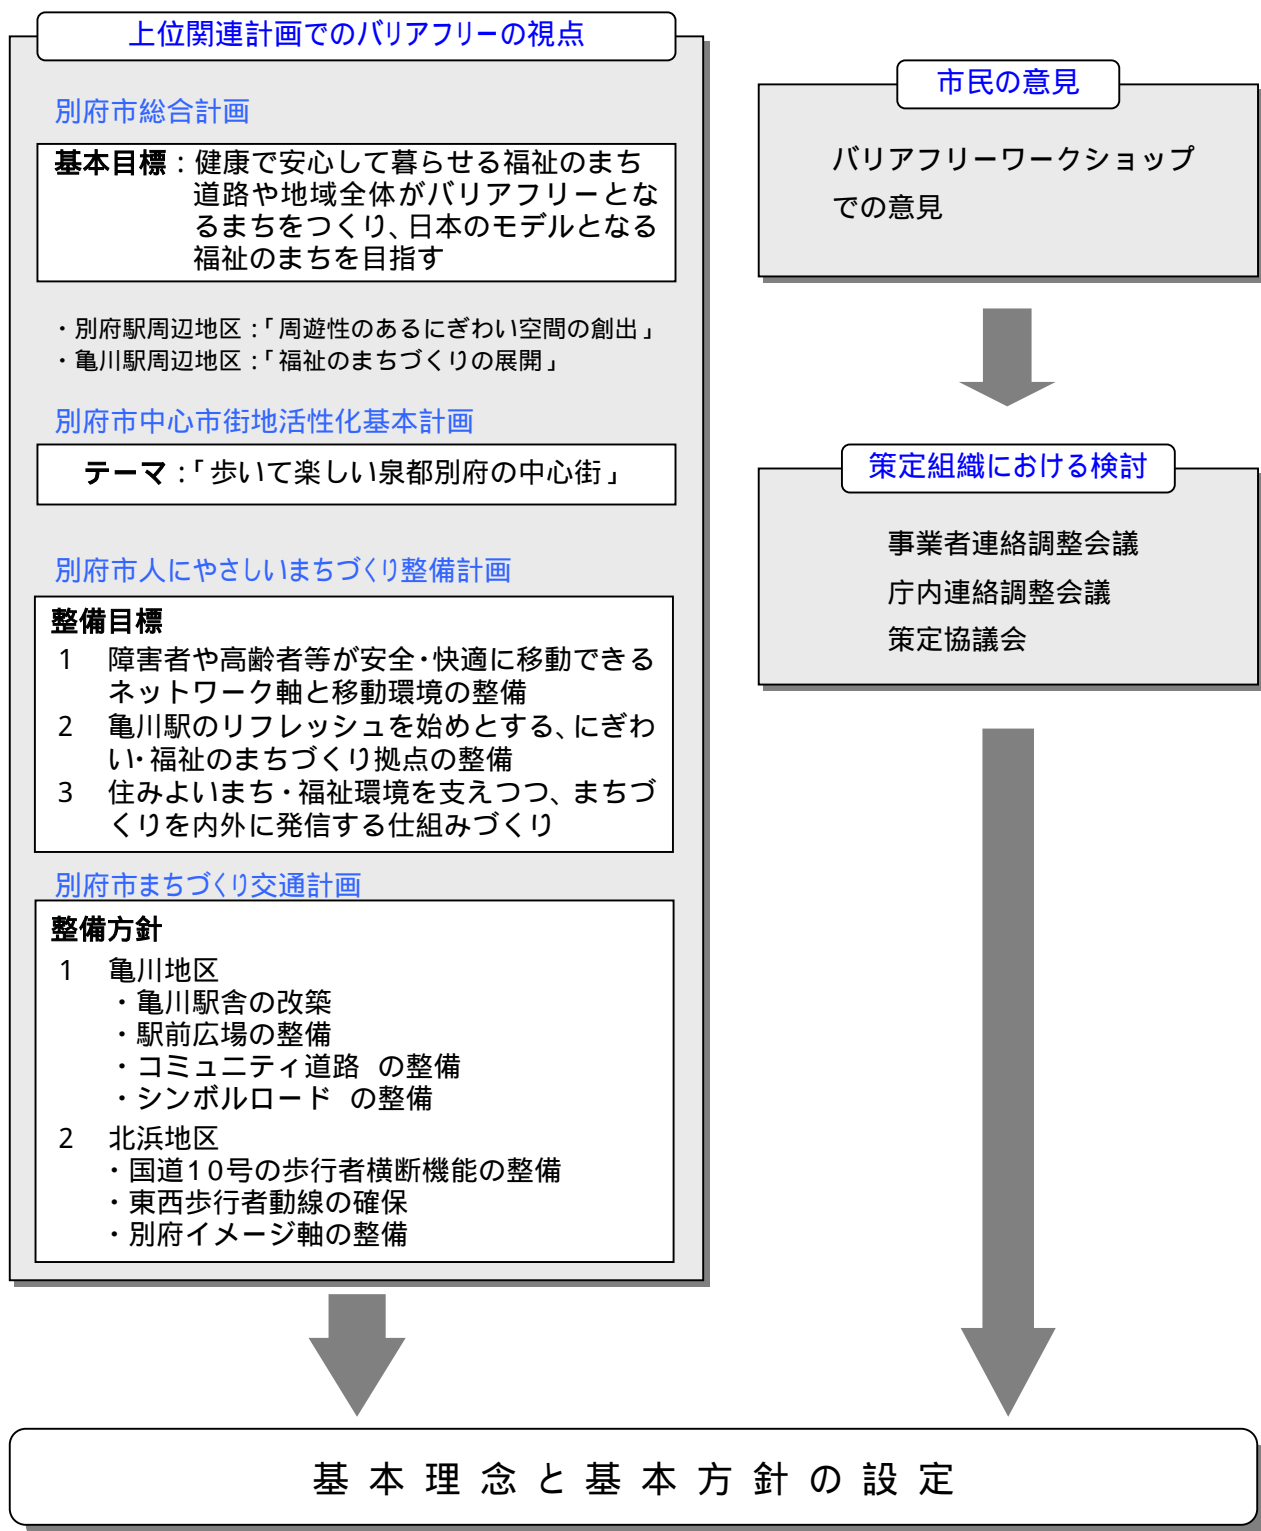 上位関連計画でのバリアフリーの視点
別府市総合計画
基本目標：健康で安心して暮らせる福祉のまち
道路や地域全体がバリアフリーとな
るまちをつくり、日本のモデルとなる
福祉のまちを目指す
・別府駅周辺地区：「周遊性のあるにぎわい空間の創出」
・亀川駅周辺地区：「福祉のまちづくりの展開」
別府市中心市街地活性化基本計画
テーマ：「歩いて楽しい泉都別府の中心街」
別府市人にやさしいまちづくり整備計画
整備目標
1　障害者や高齢者等が安全・快適に移動できる
ネットワーク軸と移動環境の整備
2　亀川駅のリフレッシュを始めとする、にぎわ
い・福祉のまちづくり拠点の整備
3　住みよいまち・福祉環境を支えつつ、まちづ
くりを内外に発信する仕組みづくり
別府市まちづくり交通計画
整備方針
1　亀川地区
・亀川駅舎の改築
・駅前広場の整備
・コミュニティ道路　の整備
・シンボルロード　の整備
2　北浜地区
・国道10号の歩行者横断機能の整備
・東西歩行者動線の確保
・別府イメージ軸の整備
市民の意見
バリアフリーワークショップ
での意見
策定組織における検討
事業者連絡調整会議
庁内連絡調整会議
策定協議会
基本理念と基本方針の設定